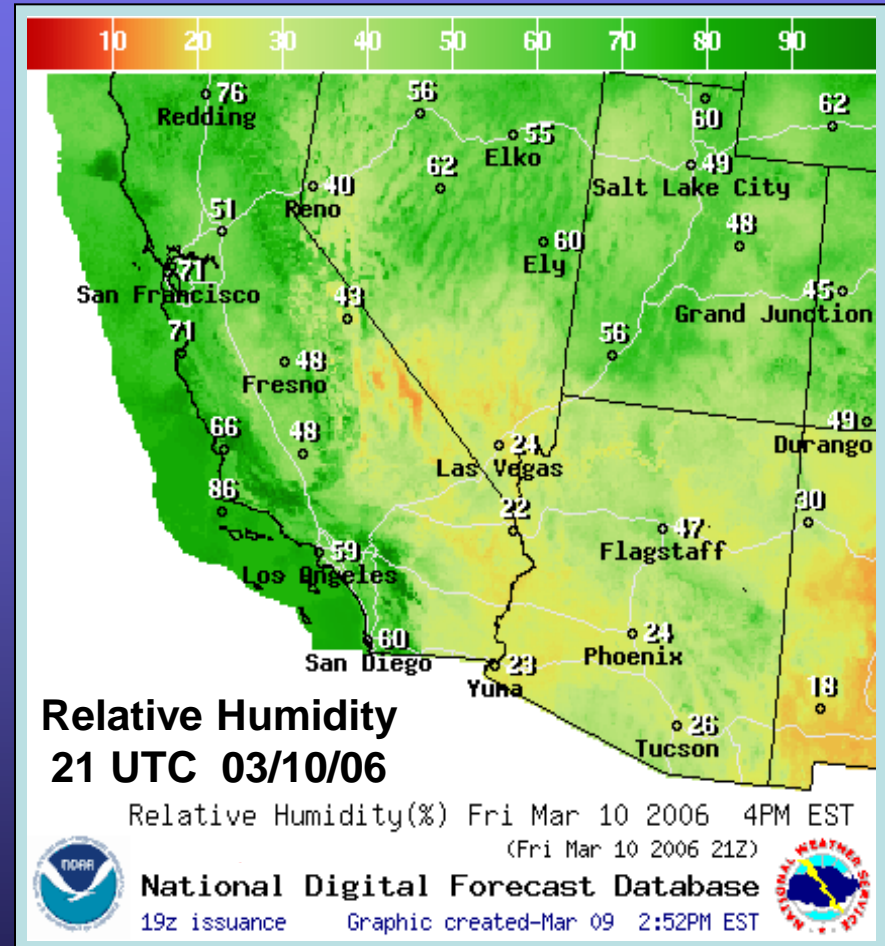 10 20 30 40 50 60 70 80 90
76
Redding
56
55
Elko
60
62
62
40
Reno
49
Salt Lake City
51
48
60
Ely
71
San Francisco
43
45
Grand Junction
71
48
Fresno
56
66
48
24
Las Vegas
49
Durango
86
22
47
Flagstaff
30
59
Los Angeles
60
San Diego
23
Yuma
24
Phoenix
18
26
Tucson
Relative Humidity
21 UTC 03/10/06
Relative Humidity(%) Fri Mar 10 2006 4PM EST
(Fri Mar 10 2006 21Z)
National Digital Forecast Database
19z issuance Graphic created-Mar 09 2:52PM EST
NOAA
NATIONAL WEATHER SERVICE